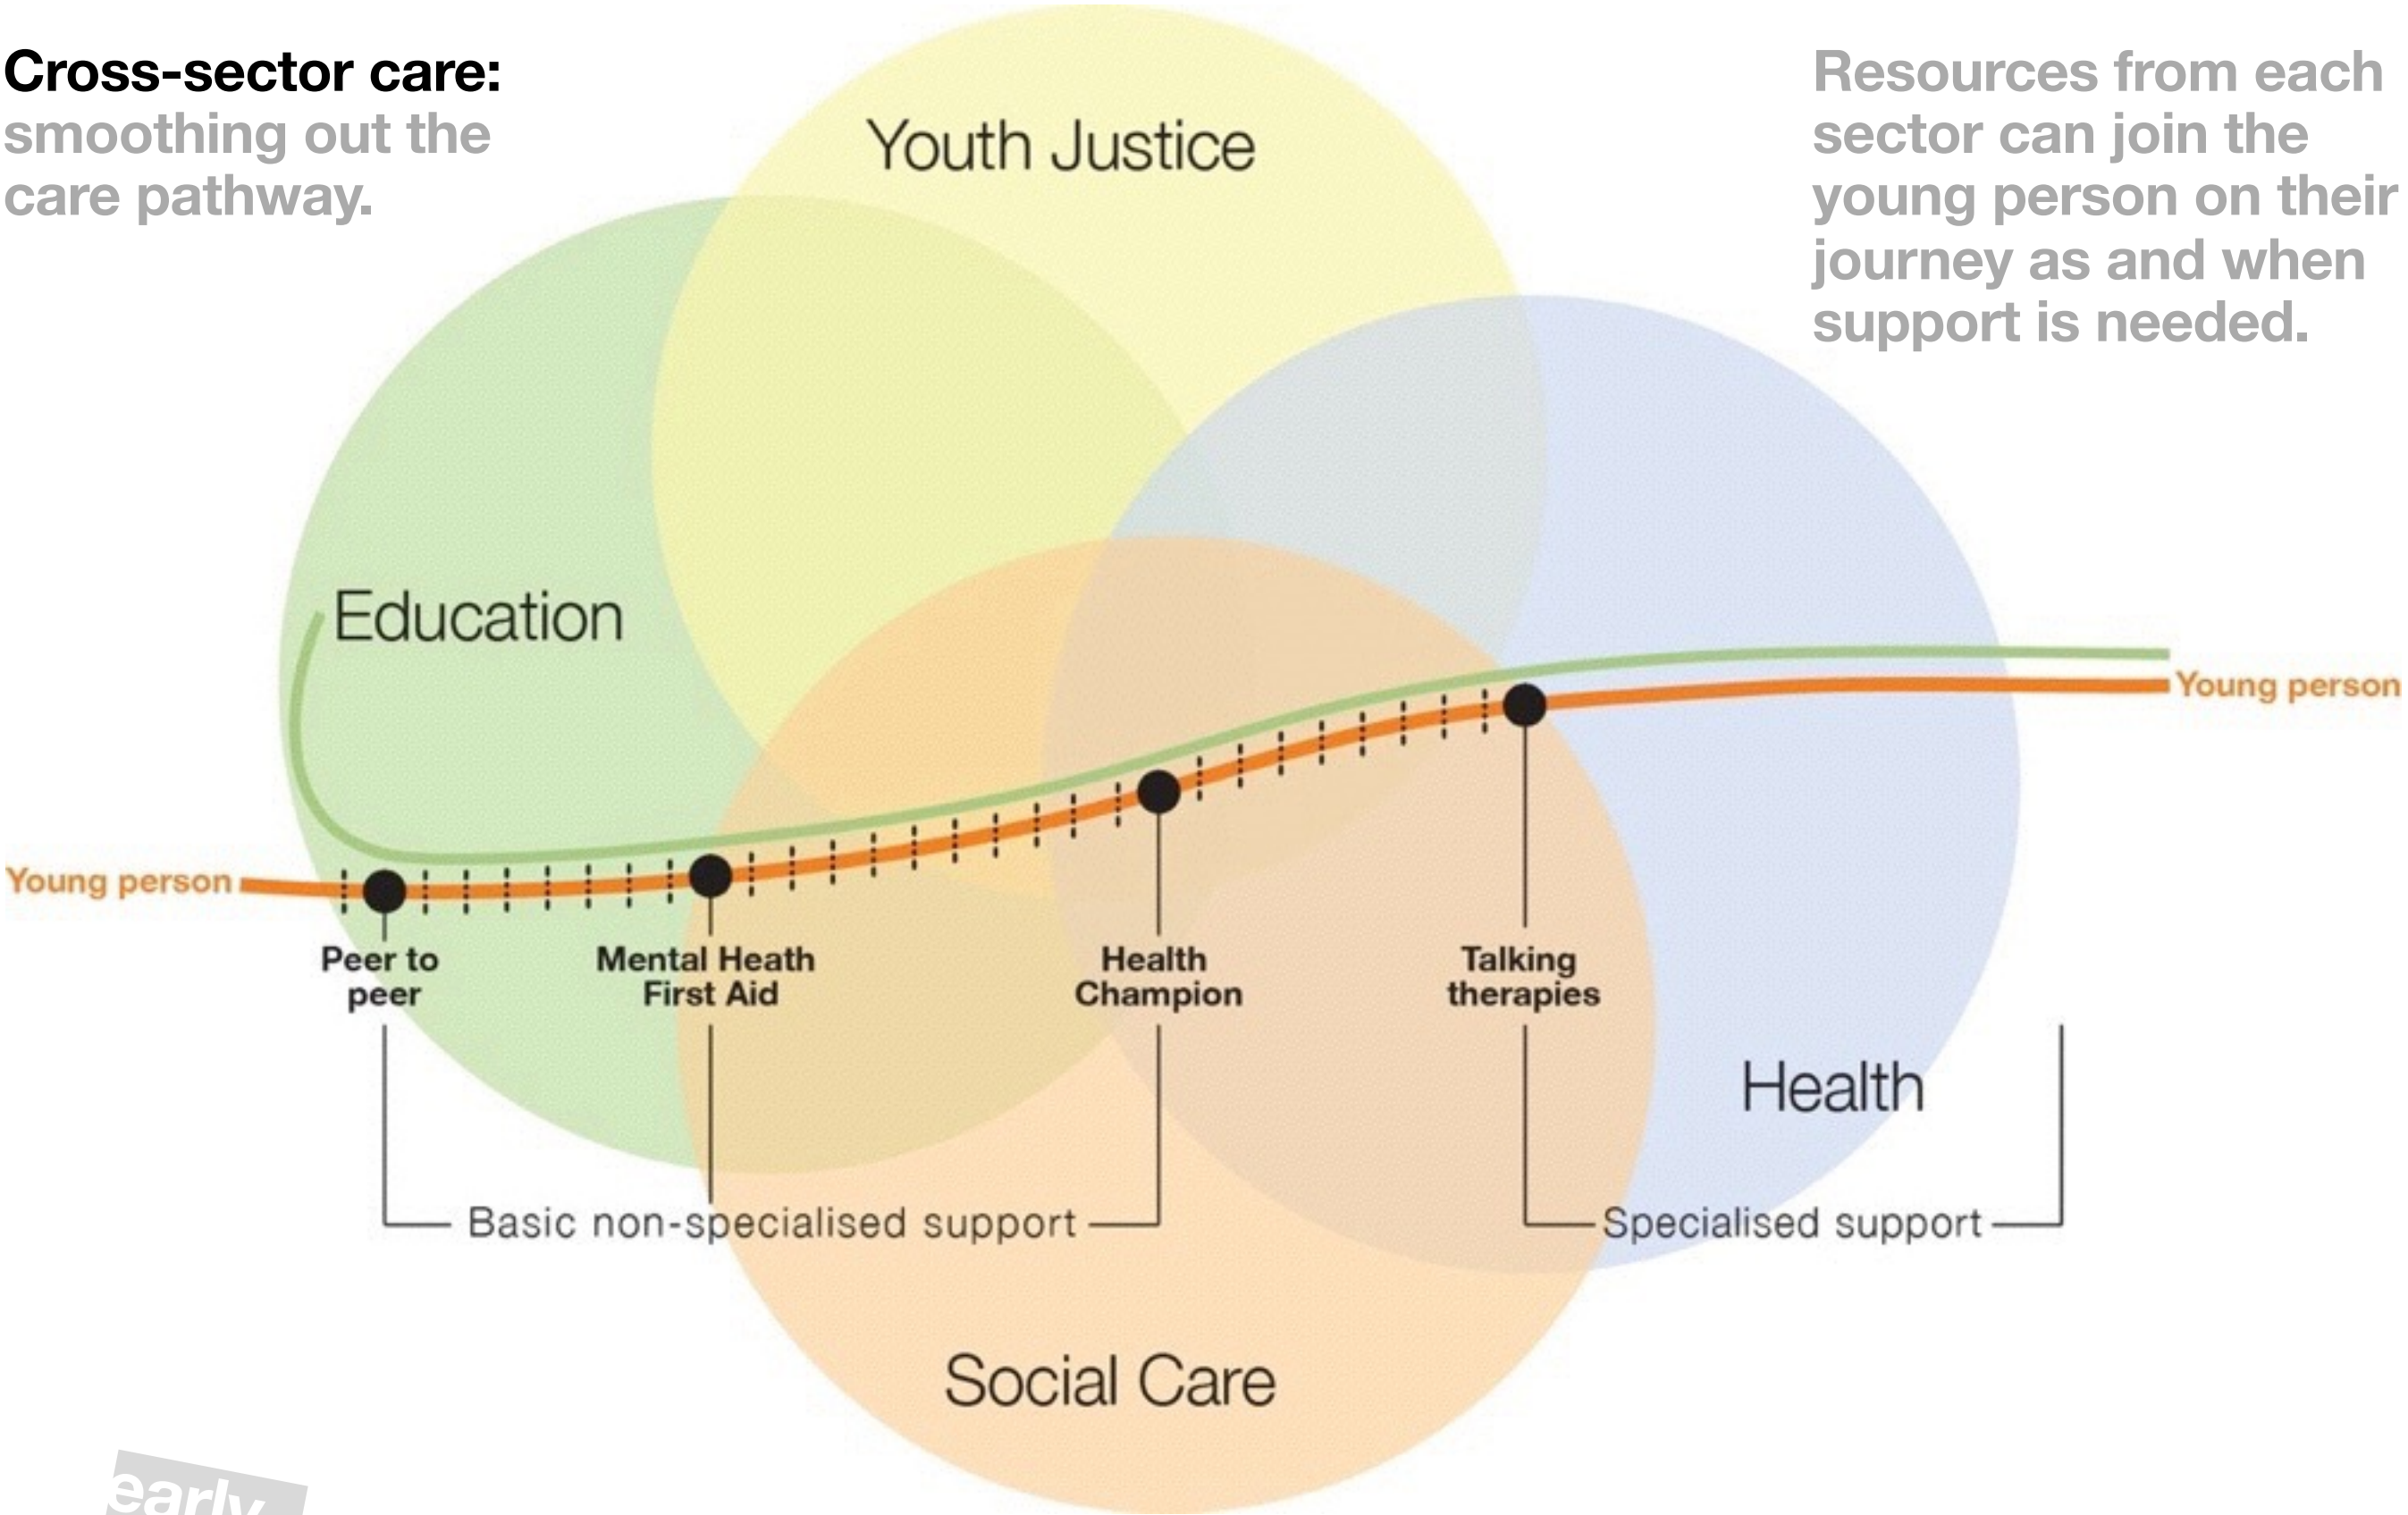 Cross-sector care:
smoothing out the
care pathway.
Resources from each
sector can join the
young person on their
journey as and when
support is needed.
Youth Justice
Education
Young person
Young person
Peer to
peer
Mental Heath
First Aid
Health
Champion
Talking
therapies
Health
Basic non-specialised support
Specialised support
Social Care
early